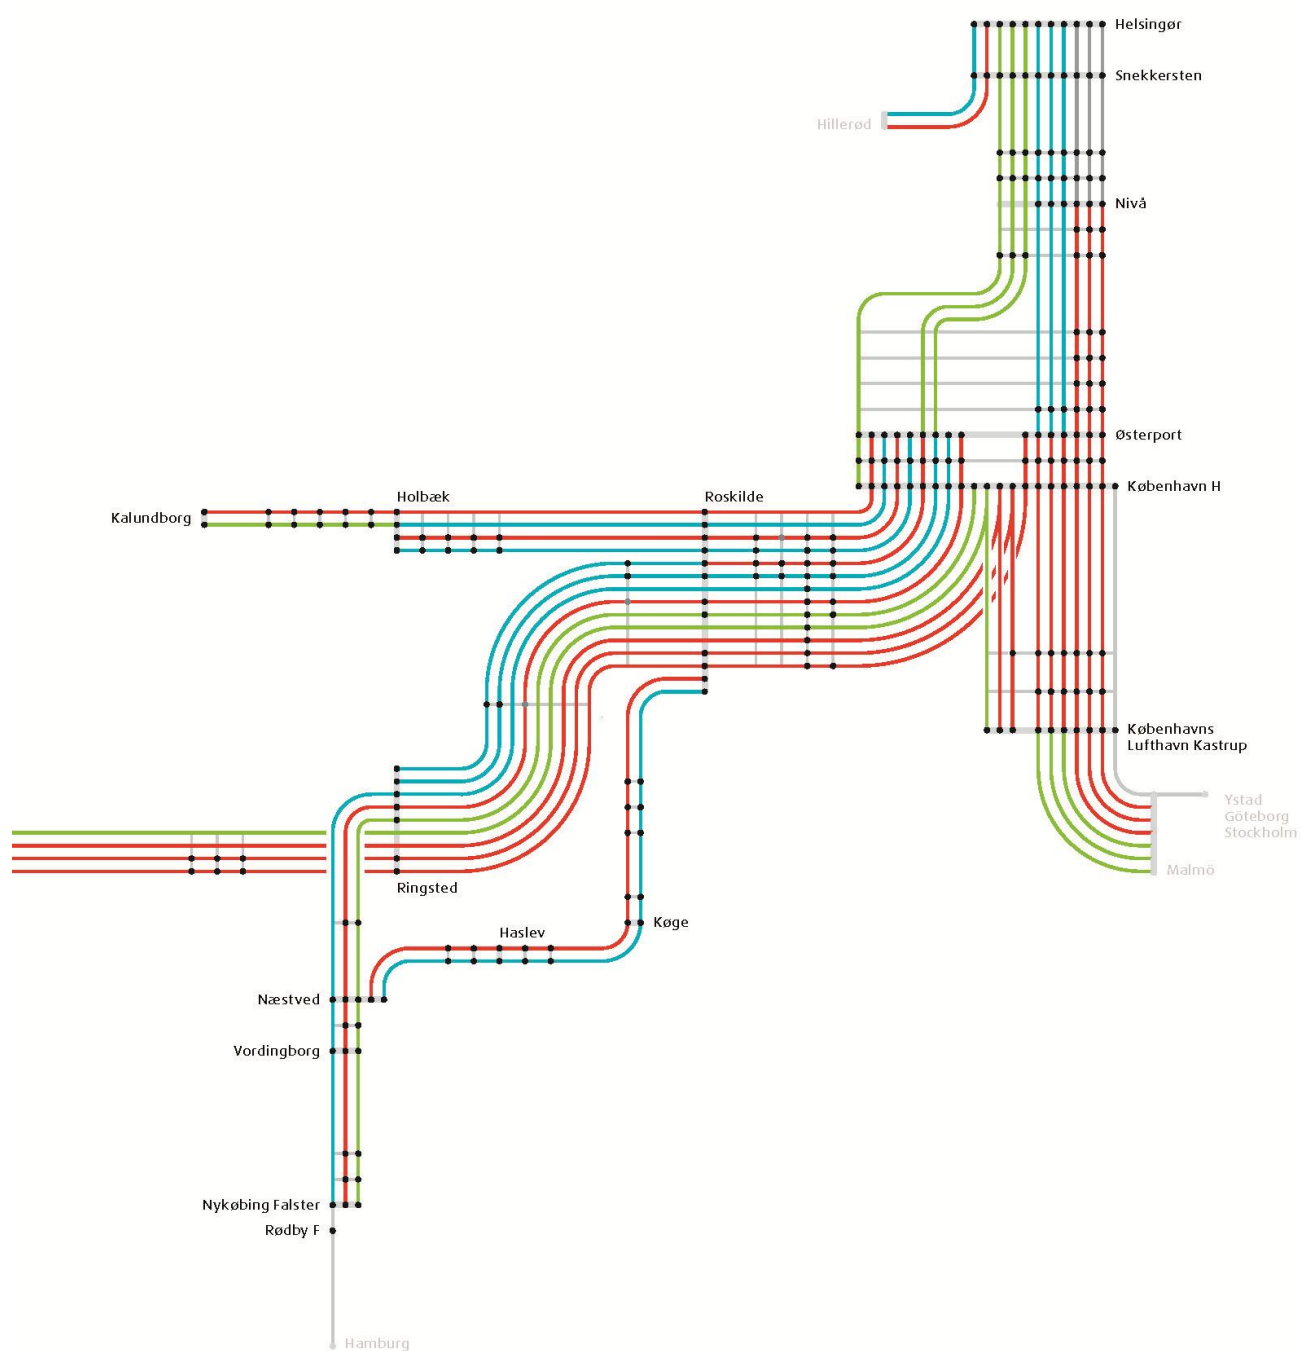 Helsingør
Snekkersten
Hillerød
Nivå
Østerport
København H
Holbæk
Roskilde
Kalundborg
Københavns
Lufthavn Kastrup
Ystad
Göteborg
Stockholm
Malmö
Ringsted
Køge
Haslev
Næstved
Vordingborg
Nykøbing Falster
Rødby F
Hamburg